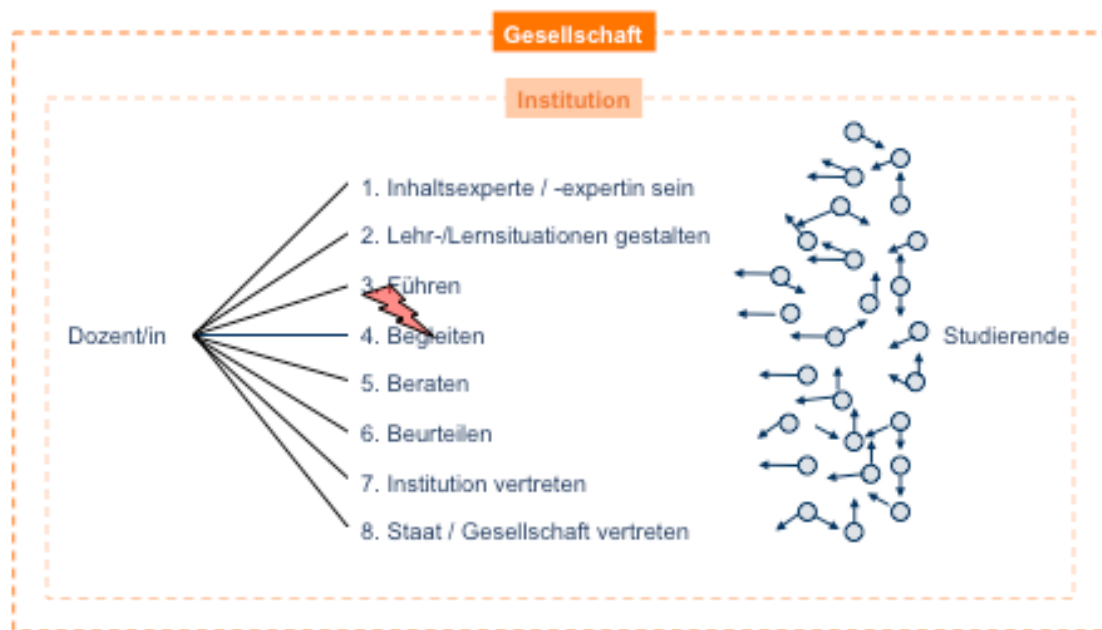 Gesellschaft
Institution
1. Inhaltsexperte / -expertin sein
2. Lehr-/Lernsituationen gestalten
3. Führen
Dozent/in
4. Begleiten
Studierende
5. Beraten
6. Beurteilen
7. Institution vertreten
8. Staat / Gesellschaft vertreten